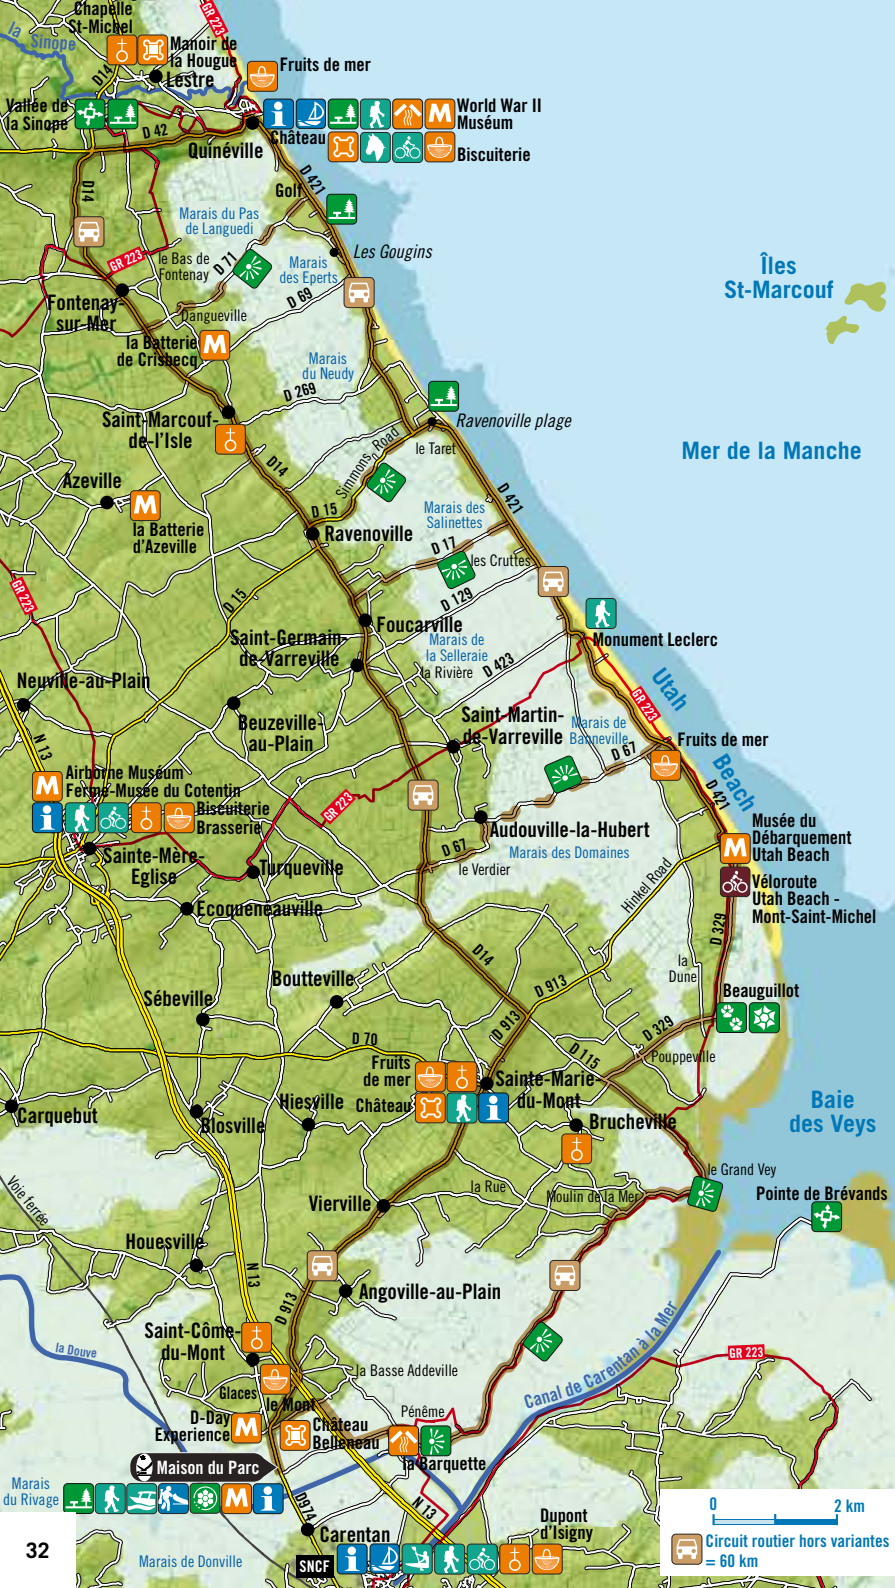 Chapelle
St-Michel
GR 223
la Sinope
D14
Manoir de
la Hougue
Lestre
Fruits de mer
Vallée de
la Sinope
D 42
Quinéville
Château
World War II
Muséum
Biscuiterie
M
D14
D 421
Golf
Marais du Pas
de Languedi
Les Gougins
GR 223
le Bas de
Fontenay
D 71
Marais
des Eperts
D 69
Îles
St-Marcouf
Fontenay-
sur-Mer
Dangueville
la Batterie
de Crisbecq
M
Marais
du Neudy
D 269
Saint-Marcouf-
de-l'Isle
Ravenoville plage
le Taret
Simmons Road
Mer de la Manche
D14
Azeville
M
la Batterie
d'Azeville
D 15
Ravenoville
Marais des
Salinettes
D 421
D 17
les Cruttes
GR 223
D 15
D 129
Foucarville
Saint-Germain-
de-Varreville
Marais de
la Selleraie
la Rivière
D 423
Monument Leclerc
Neuville-au-Plain
N 13
Beuzeville-
au-Plain
Saint-Martin-
de-Varreville
Marais de
Banneville
GR 223
Utah
Beach
D 67
Fruits de mer
D 421
M
Airborne Muséum
Ferme-Musée du Cotentin
Biscuiterie
Brasserie
GR 223
Audouville-la-Hubert
Marais des Domaines
D 67
le Verdier
Musée du
Débarquement
Utah Beach
M
Sainte-Mère-
Eglise
Turqueville
Véloroute
Utah Beach -
Mont-Saint-Michel
Hinkel Road
Ecoquenéauville
D 329
D14
la
Dune
Boutteville
D 913
Sébeville
Beauguillot
D 913
D 329
D 70
D 115
Pouppeville
Fruits
de mer
Château
Sainte-Marie-
du-Mont
Hiesville
Carquebut
Blosville
Brucheville
Baie
des Veys
Voie ferrée
le Grand Vey
la Rue
Moulin de la Mer
Vierville
Pointe de Brévands
Houesville
N 13
Angoville-au-Plain
D 913
Saint-Côme-
du-Mont
la Douve
la Basse Addeville
Canal de Carentan à la Mer
GR 223
Glaces
le Mont
Pénême
D-Day
Experience
M
Château
Belleneau
la Barquette
Maison du Parc
Marais
du Rivage
M
D974
N 13
Carentan
Dupont
d'Isigny
SNCF
Marais de Donville
0 2 km
Circuit routier hors variantes
= 60 km
32